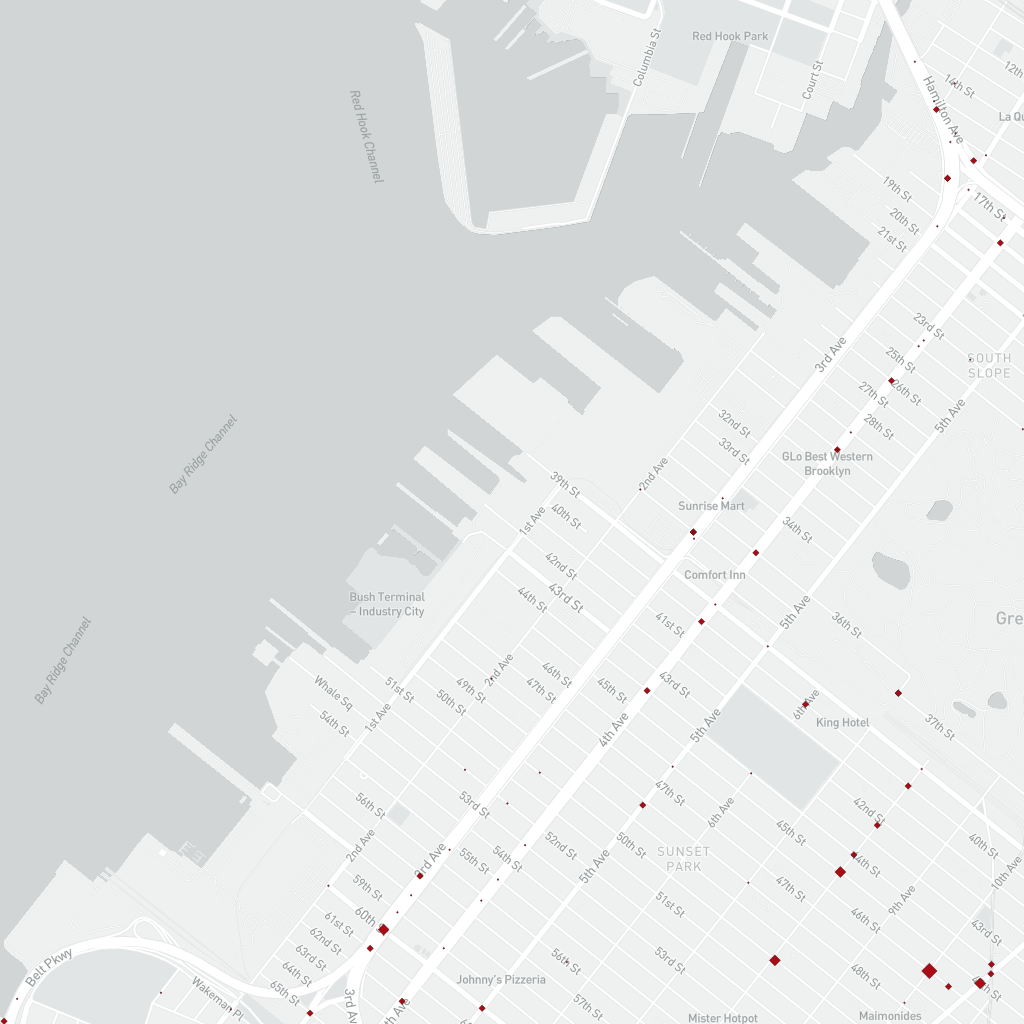 Red Hook Park
Columbia St
Court St
Hamilton Ave
14th St
12th
La Qu
Red Hook Channel
19th St
20th St
21st St
17th St
23rd St
25th St
26th St
27th St
28th St
SOUTH
SLOPE
3rd Ave
5th Ave
Bay Ridge Channel
32nd St
33rd St
GLo Best Western
Brooklyn
2nd Ave
39th St
40th St
1st Ave
Sunrise Mart
34th St
42nd St
43rd St
44th St
Comfort Inn
41st St
5th Ave
36th St
Gre
Bush Terminal
– Industry City
Bay Ridge Channel
Whale Sq
54th St
51st St
1st Ave
50th St
49th St
2nd Ave
47th St
46th St
45th St
43rd St
4th Ave
5th Ave
6th Ave
King Hotel
37th St
53rd St
56th St
2nd Ave
47th St
6th Ave
45th St
42nd St
40th St
10th Ave
3rd Ave
55th St
54th St
52nd St
5th Ave
50th St
SUNSET
PARK
44th St
47th St
46th St
9th Ave
51st St
43rd St
59th St
60th St
61st St
62nd St
63rd St
64th St
65th St
Belt Pkwy
Wakeman Pl
3rd Av
Johnny's Pizzeria
56th St
57th St
53rd St
48th St
Mister Hotpot
Maimonides